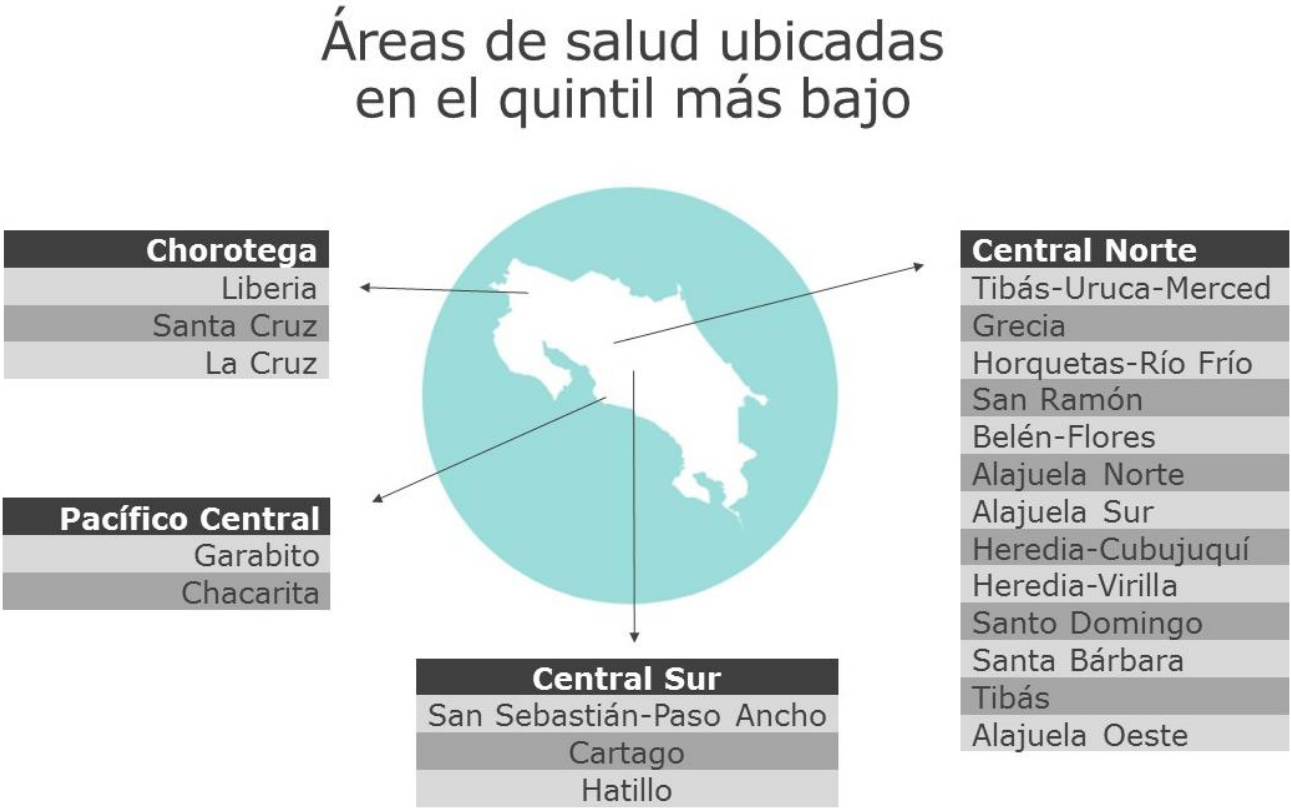 Áreas de salud ubicadas
en el quintil más bajo
Chorotega
Liberia
Santa Cruz
La Cruz
Pacífico Central
Garabito
Chacarita
Central Sur
San Sebastián-Paso Ancho
Cartago
Hatillo
Central Norte
Tibás-Uruca-Merced
Grecia
Horquetas-Río Frío
San Ramón
Belén-Flores
Alajuela Norte
Alajuela Sur
Heredia-Cubujuquí
Heredia-Virilla
Santo Domingo
Santa Bárbara
Tibás
Alajuela Oeste